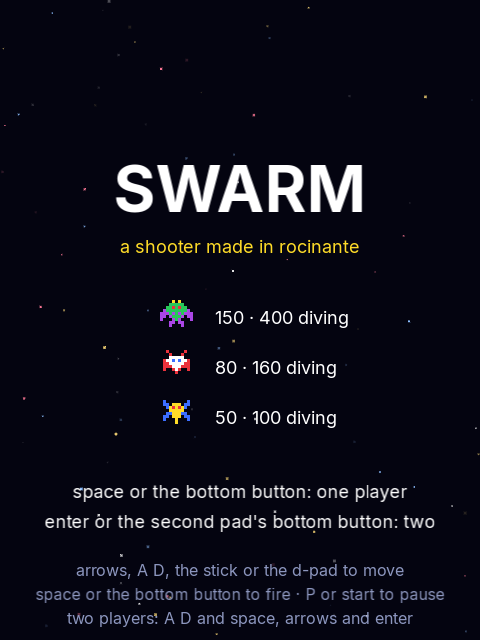 SWARM
a shooter made in rocinante
150 · 400 diving
80 · 160 diving
50 · 100 diving
space or the bottom button: one player
enter or the second pad's bottom button: two
arrows, A D, the stick or the d-pad to move
space or the bottom button to fire · P or start to pause
two players: A D and space, arrows and enter